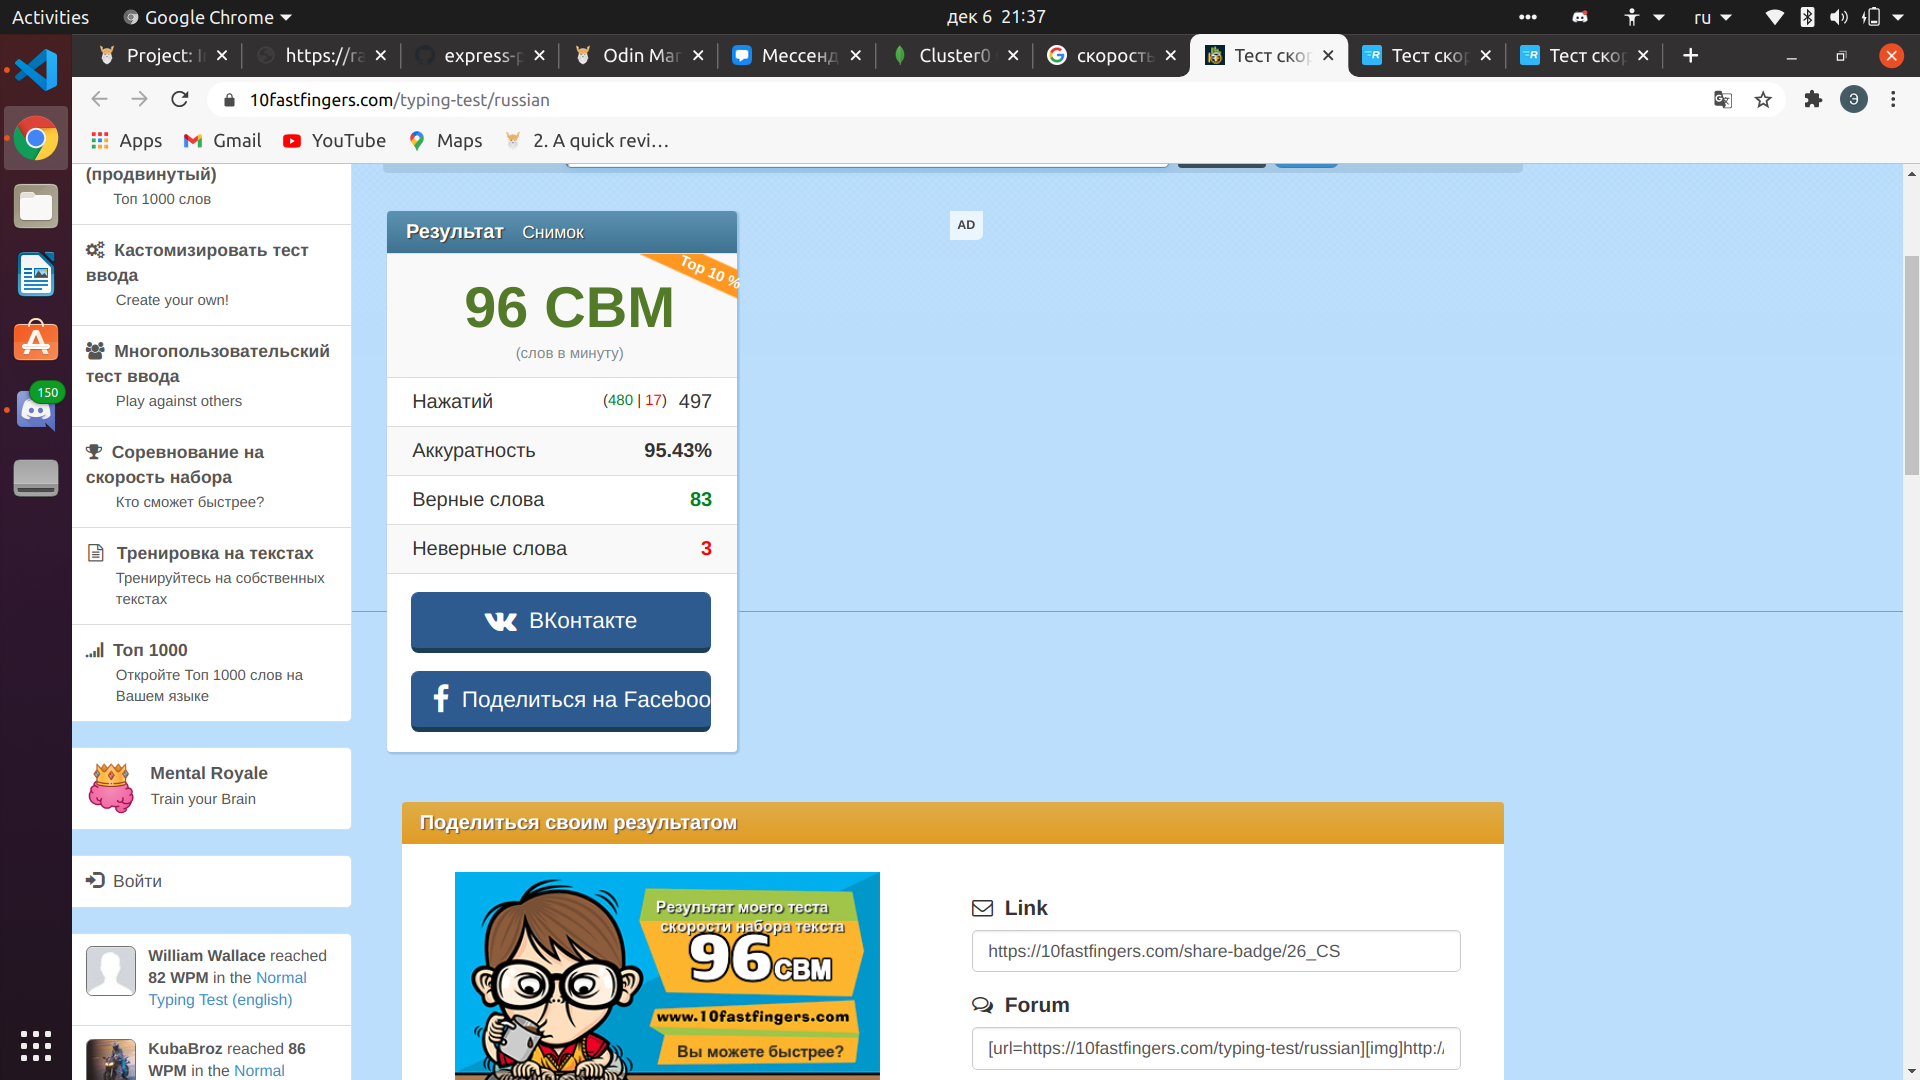 Activities
Google Chrome
дек 6 21:37
ru
Project: I
https://ra
express-p
Odin Mar
Мессенд
Cluster0
скорость
Тест скор
Тест скор
Тест скор
10fastfingers.com/typing-test/russian
Э
Apps
Gmail
YouTube
Maps
2. A quick revi...
150
(продвинутый)
Топ 1000 слов
Кастомизировать тест
ввода
Create your own!
Многопользовательский
тест ввода
Play against others
Соревнование на
скорость набора
Кто сможет быстрее?
Тренировка на текстах
Тренируйтесь на собственных
текстах
Топ 1000
Откройте Топ 1000 слов на
Вашем языке
Mental Royale
Train your Brain
Войти
William Wallace reached
82 WPM in the Normal
Typing Test (english)
KubaBroz reached 86
WPM in the Normal
Результат Снимок
Top 10 %
96 СВМ
(слов в минуту)
Нажатий (480 | 17) 497
Аккуратность 95.43%
Верные слова 83
Неверные слова 3
ВКонтакте
Поделиться на Faceboo
AD
Поделиться своим результатом
Результат моего теста
скорости набора текста
96 СВМ
www.10fastfingers.com
Вы можете быстрее?
Link
https://10fastfingers.com/share-badge/26_CS
Forum
[url=https://10fastfingers.com/typing-test/russian][img]http:/